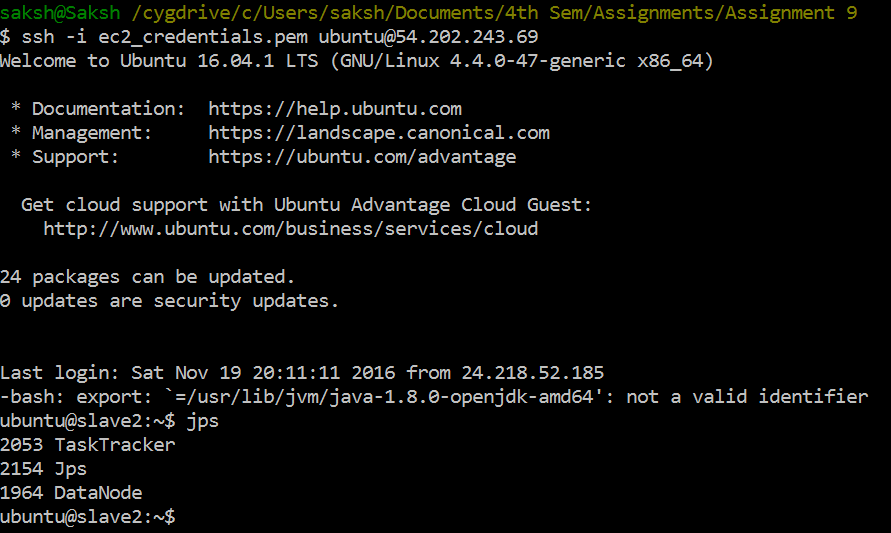 saksh@Saksh /cygdrive/c/Users/saksh/Documents/4th Sem/Assignments/Assignment 9
$ ssh -i ec2_credentials.pem ubuntu@54.202.243.69
Welcome to Ubuntu 16.04.1 LTS (GNU/Linux 4.4.0-47-generic x86_64)
* Documentation:  https://help.ubuntu.com
* Management:     https://landscape.canonical.com
* Support:        https://ubuntu.com/advantage
Get cloud support with Ubuntu Advantage Cloud Guest:
http://www.ubuntu.com/business/services/cloud
24 packages can be updated.
0 updates are security updates.
Last login: Sat Nov 19 20:11:11 2016 from 24.218.52.185
-bash: export: `=/usr/lib/jvm/java-1.8.0-openjdk-amd64': not a valid identifier
ubuntu@slave2:~$ jps
2053 TaskTracker
2154 Jps
1964 DataNode
ubuntu@slave2:~$